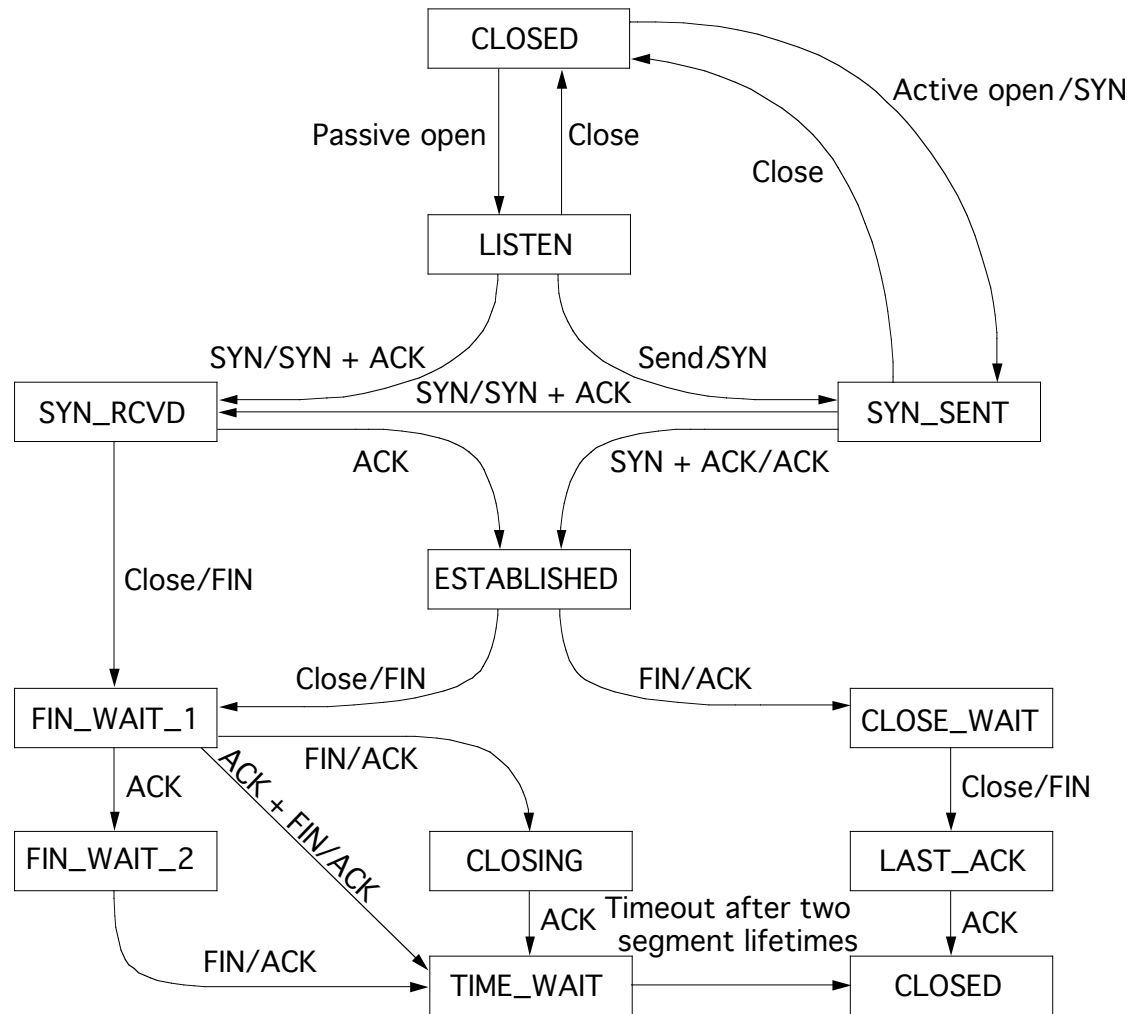 CLOSED
Active open/SYN
Passive open
Close
Close
LISTEN
SYN/SYN + ACK
Send/SYN
SYN/SYN + ACK
SYN_RCVD
SYN_SENT
ACK
SYN + ACK/ACK
Close/FIN
ESTABLISHED
Close/FIN
FIN/ACK
FIN_WAIT_1
CLOSE_WAIT
FIN/ACK
ACK
ACK + FIN/ACK
Close/FIN
FIN_WAIT_2
CLOSING
LAST_ACK
ACK
Timeout after two
segment lifetimes
ACK
FIN/ACK
TIME_WAIT
CLOSED